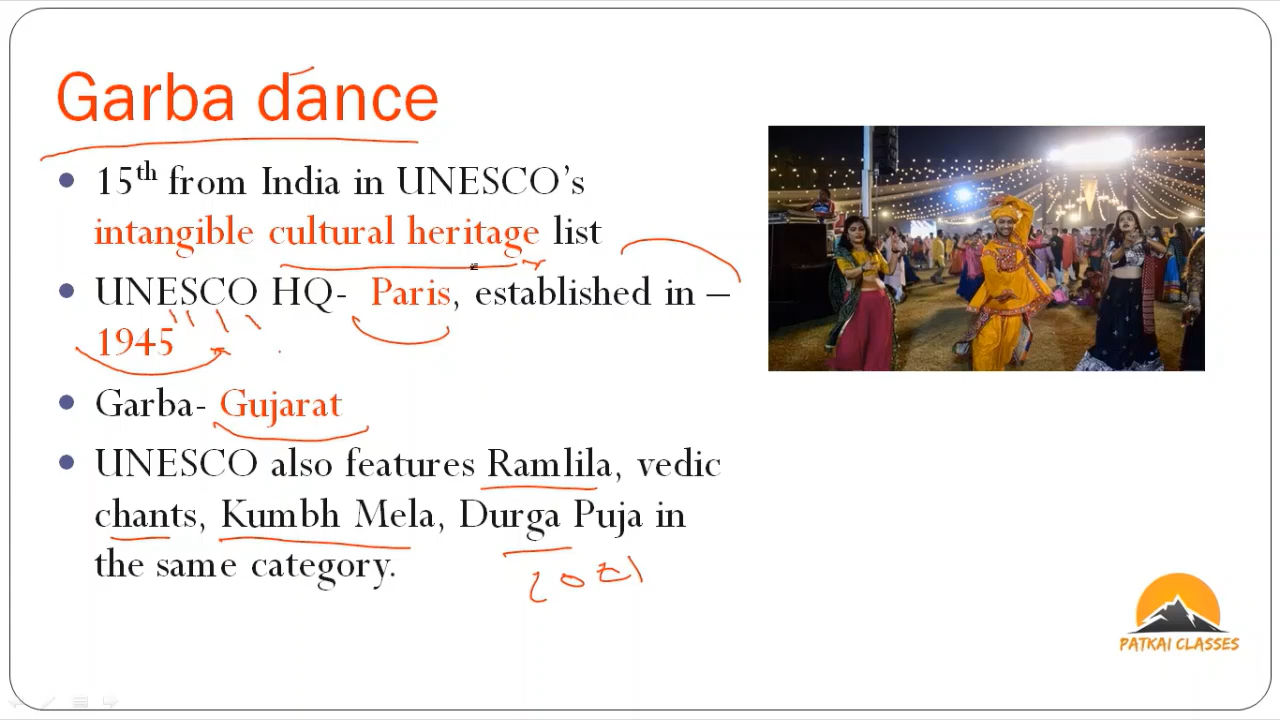 Garba dance
15th from India in UNESCO's
intangible cultural heritage list
UNESCO HQ- Paris, established in –
1945
Garba- Gujarat
UNESCO also features Ramlila, vedic
chants, Kumbh Mela, Durga Puja in
the same category.
2021
PATKAI CLASSES